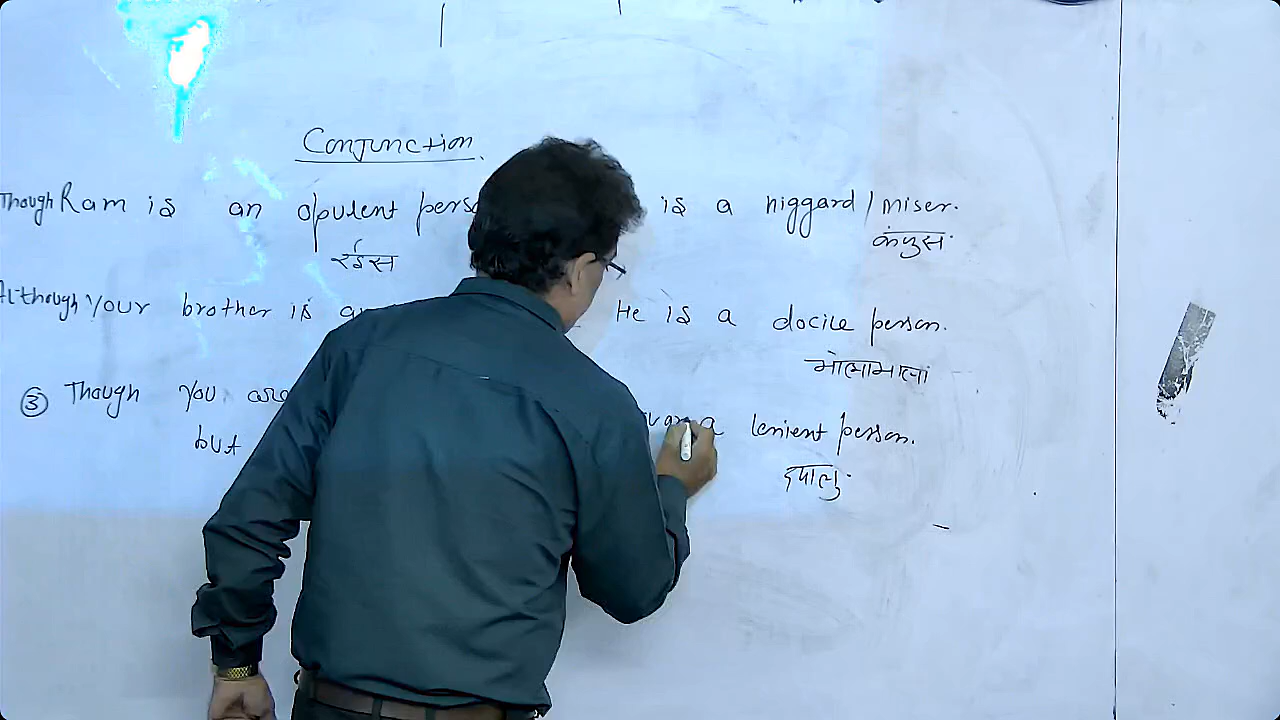 Conjunction.
Though Ram is an opulent perso is a niggard / miser.
रईस कंजुस.
Although your brother is He is a docile person.
भोलाभाला
③ Though You are a lenient person.
but
दयालु.